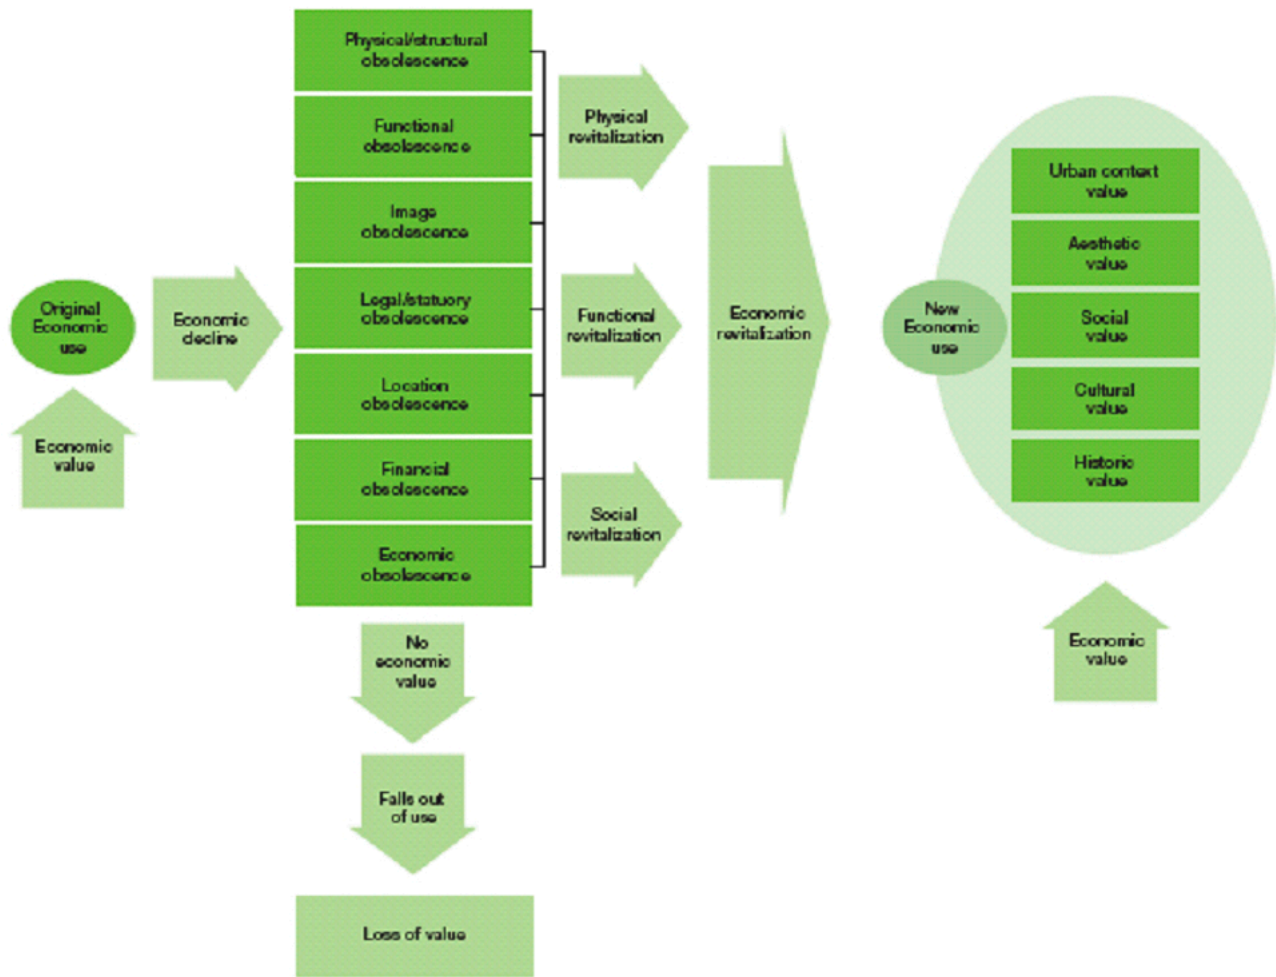 Physical/structural
obsolescence
Functional
obsolescence
Image
obsolescence
Legal/statuory
obsolescence
Location
obsolescence
Financial
obsolescence
Economic
obsolescence
Original
Economic
use
Economic
value
Economic
decline
Physical
revitalization
Functional
revitalization
Social
revitalization
Economic
revitalization
New
Economic
use
Urban context
value
Aesthetic
value
Social
value
Cultural
value
Historic
value
Economic
value
No
economic
value
Falls out
of use
Loss of value